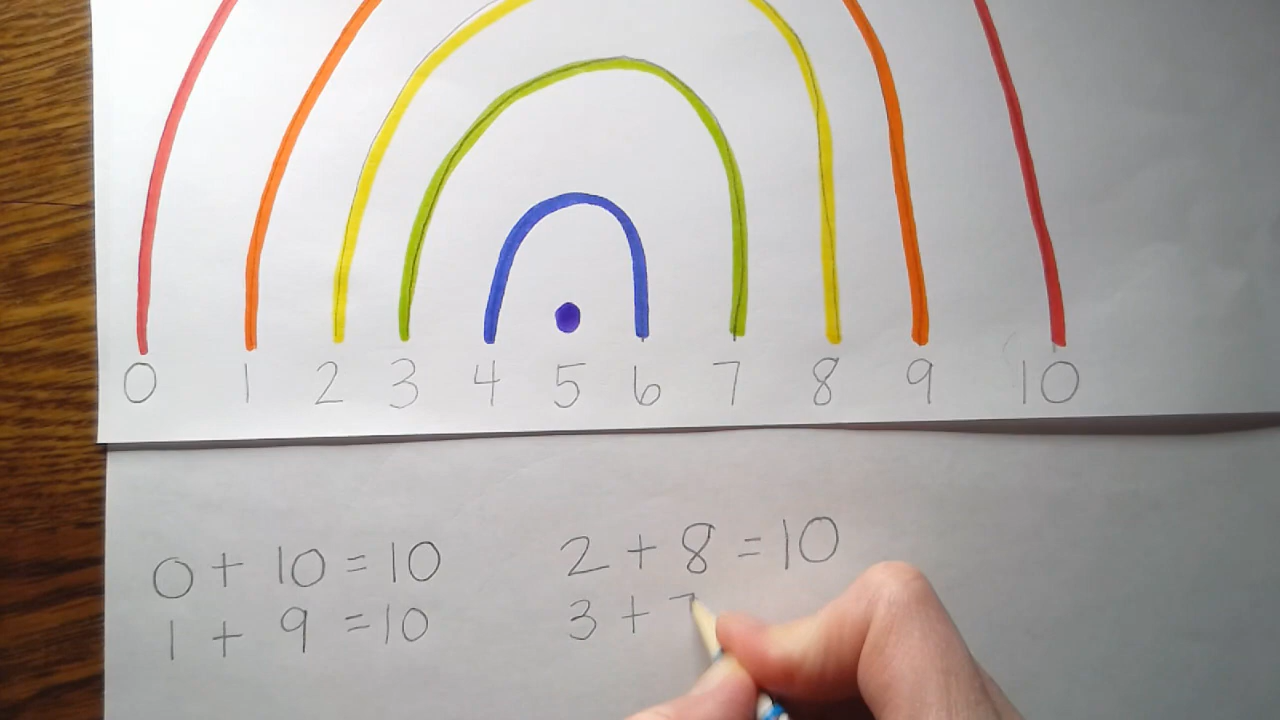 0 1 2 3 4 5 6 7 8 9 10
0 + 10 = 10
1 + 9 = 10
2 + 8 = 10
3 + 7